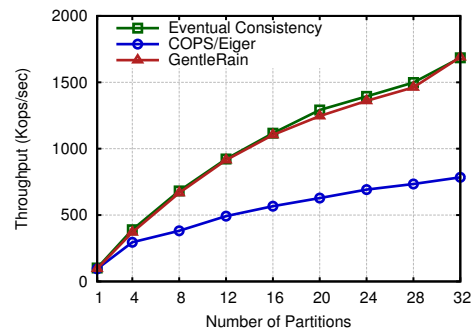 2000
1500
1000
500
0
Throughput (Kops/sec)
Eventual Consistency
COPS/Eiger
GentleRain
1 4 8 12 16 20 24 28 32
Number of Partitions